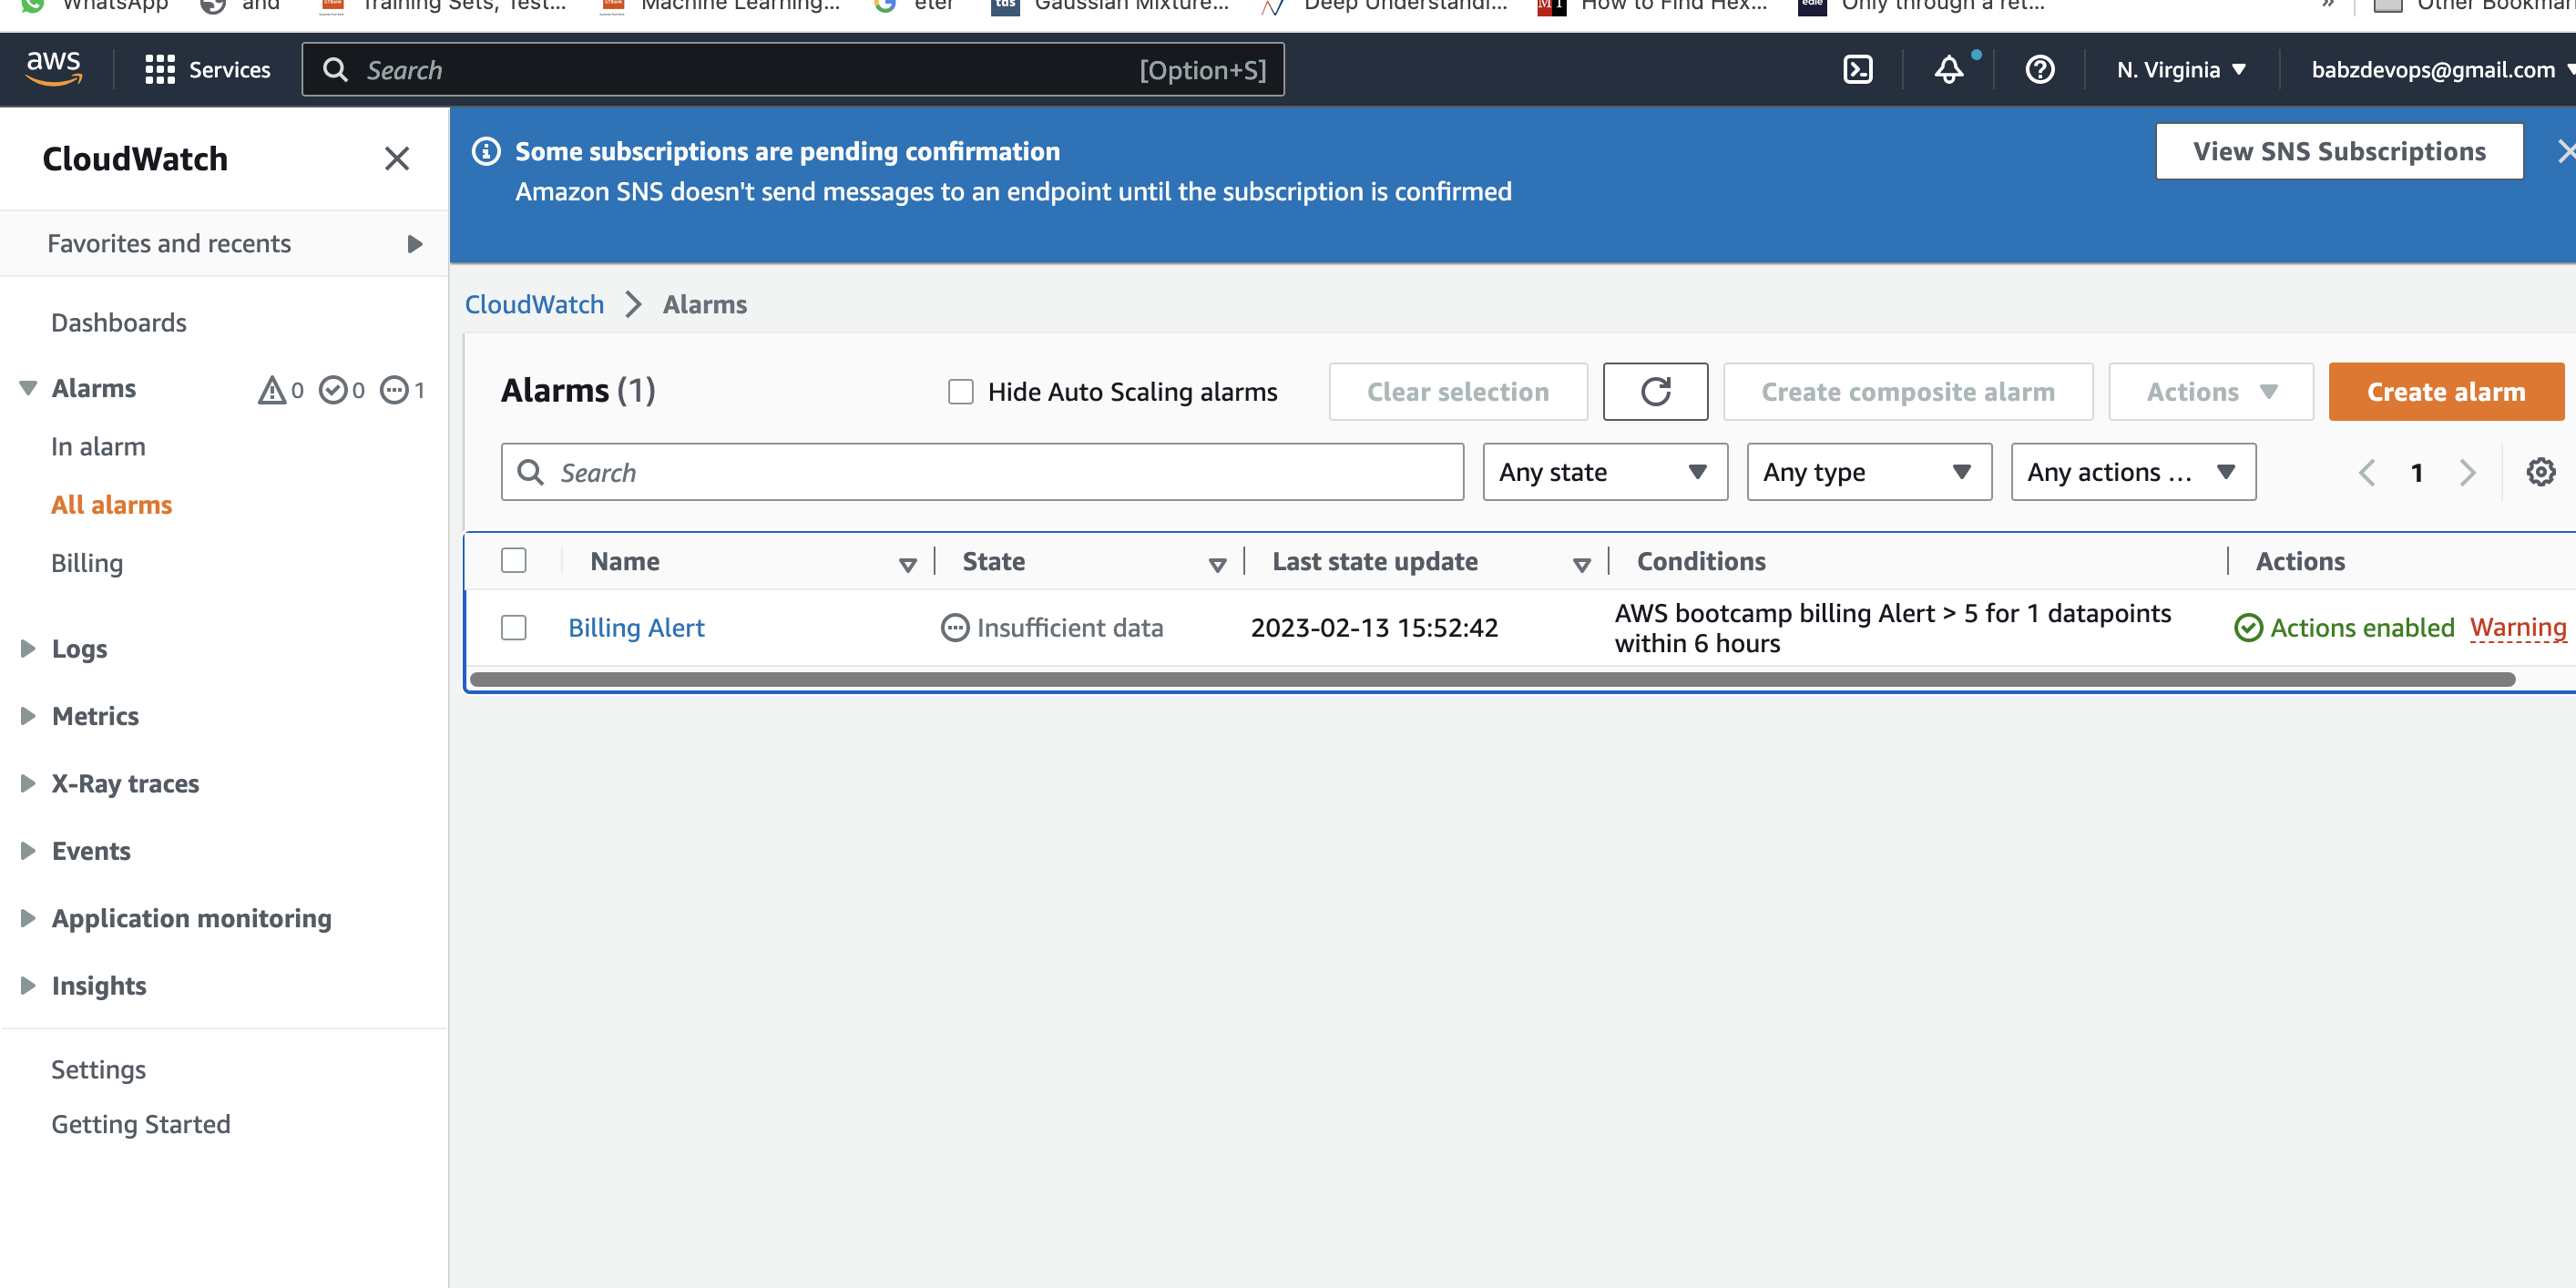 WhatsApp and Training Sets, Test... Machine Learning... eter tds Gaussian Mixture... Deep Understandi... MT How to Find Hex... edie Only through a ret... »
aws Services Search [Option+S] N. Virginia babzdevops@gmail.com
CloudWatch
Favorites and recents
Dashboards
Alarms 0 0 1
In alarm
All alarms
Billing
Logs
Metrics
X-Ray traces
Events
Application monitoring
Insights
Settings
Getting Started
Some subscriptions are pending confirmation
Amazon SNS doesn't send messages to an endpoint until the subscription is confirmed
View SNS Subscriptions
CloudWatch Alarms
Alarms (1) Hide Auto Scaling alarms Clear selection Create composite alarm Actions Create alarm
Search Any state Any type Any actions ... 1
Name State Last state update Conditions Actions
Billing Alert Insufficient data 2023-02-13 15:52:42 AWS bootcamp billing Alert > 5 for 1 datapoints
within 6 hours
Actions enabled Warning